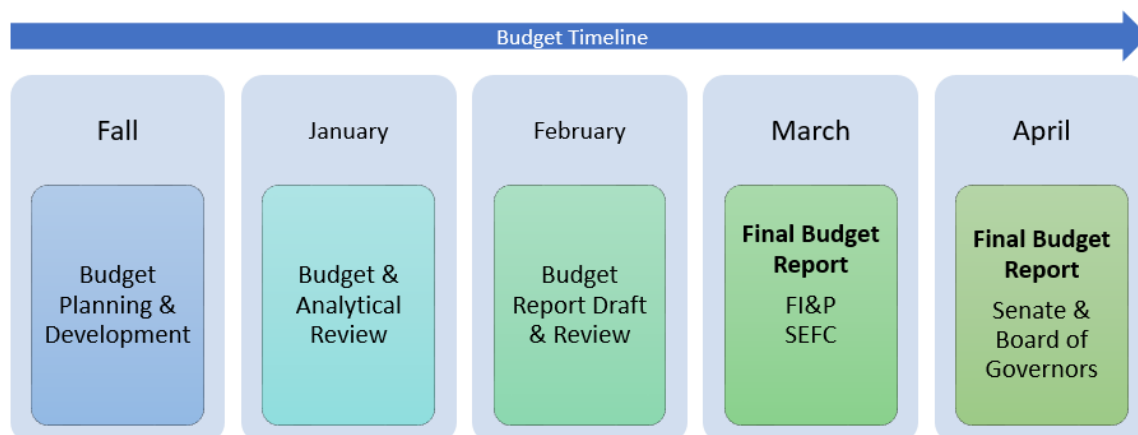 Budget Timeline
Fall
Budget
Planning &
Development
January
Budget &
Analytical
Review
February
Budget
Report Draft
& Review
March
Final Budget
Report
FI&P
SEFC
April
Final Budget
Report
Senate &
Board of
Governors